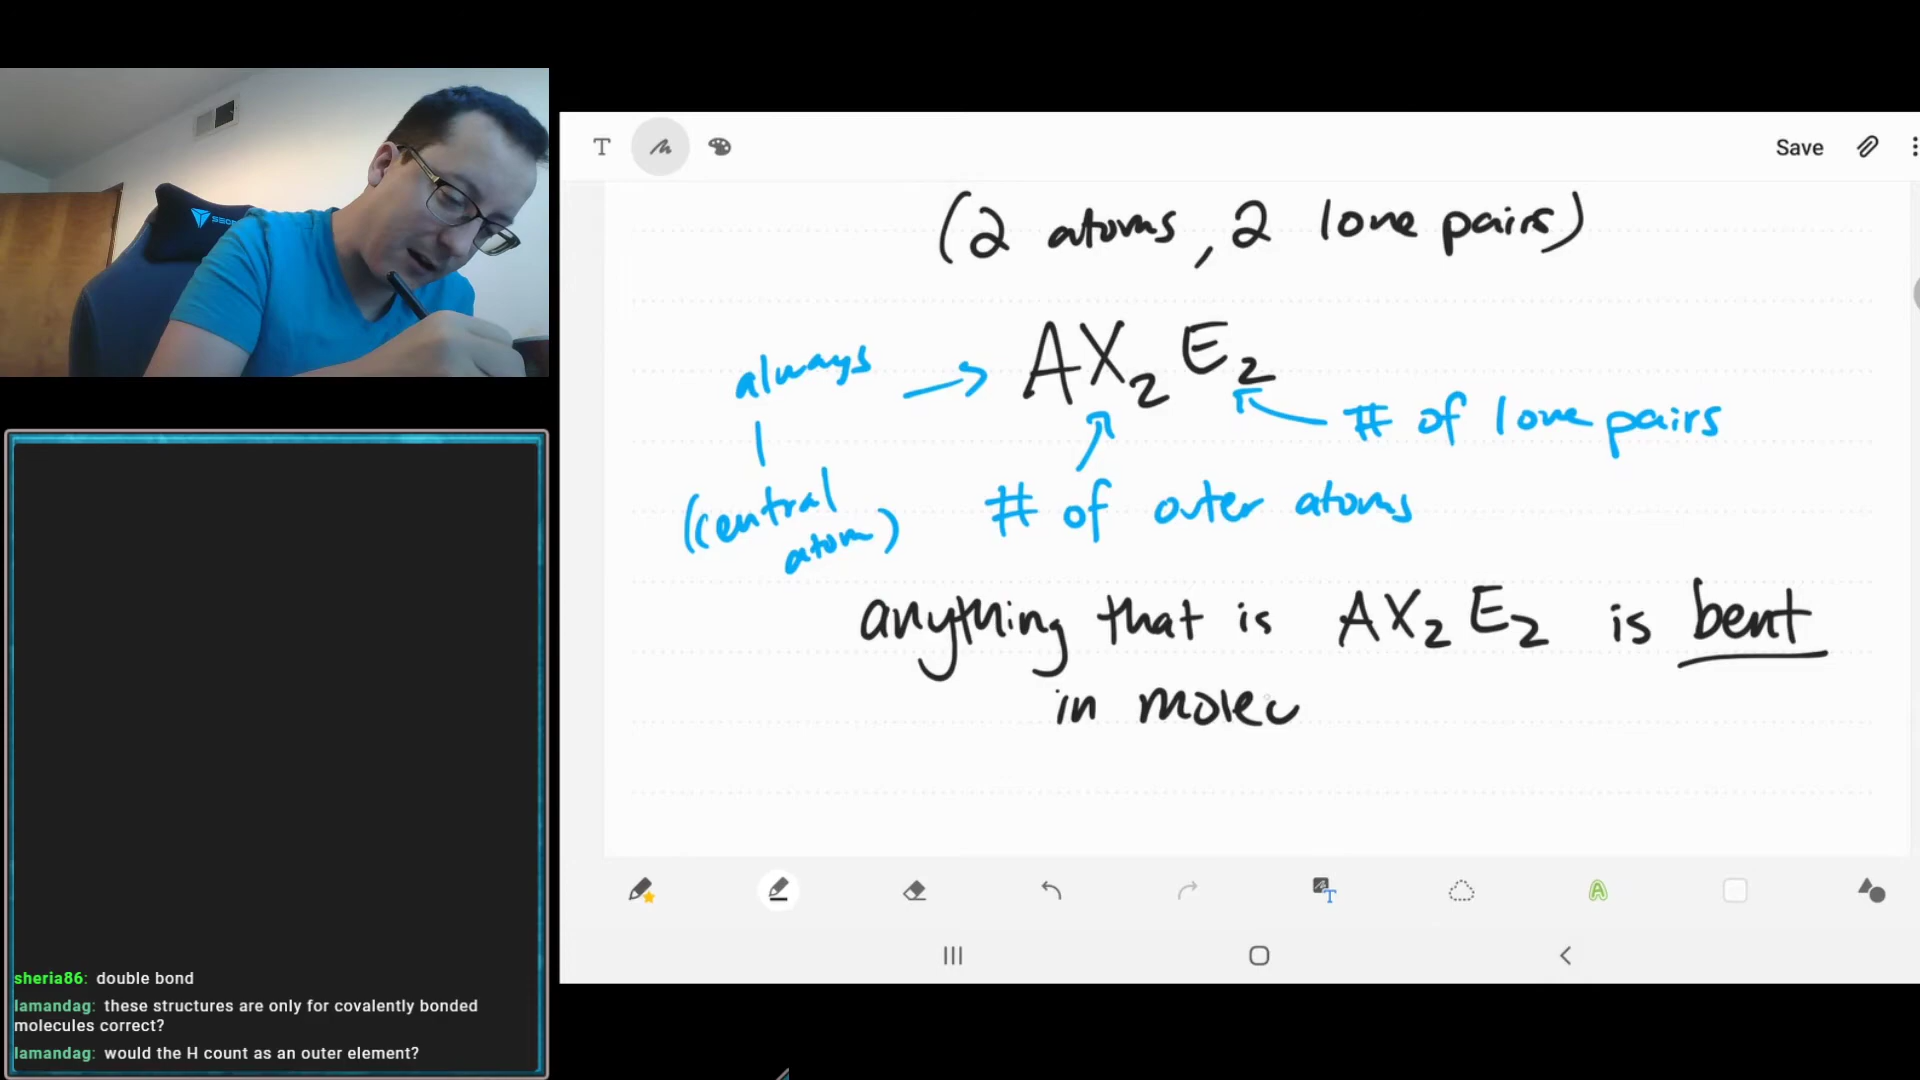 SECR
T
Save
(2 atoms, 2 lone pairs)
always → AX₂E₂
# of lone pairs
(central atom)
# of outer atoms
anything that is AX₂E₂ is bent
in molec
sheria86: double bond
lamandag: these structures are only for covalently bonded
molecules correct?
lamandag: would the H count as an outer element?
T
A